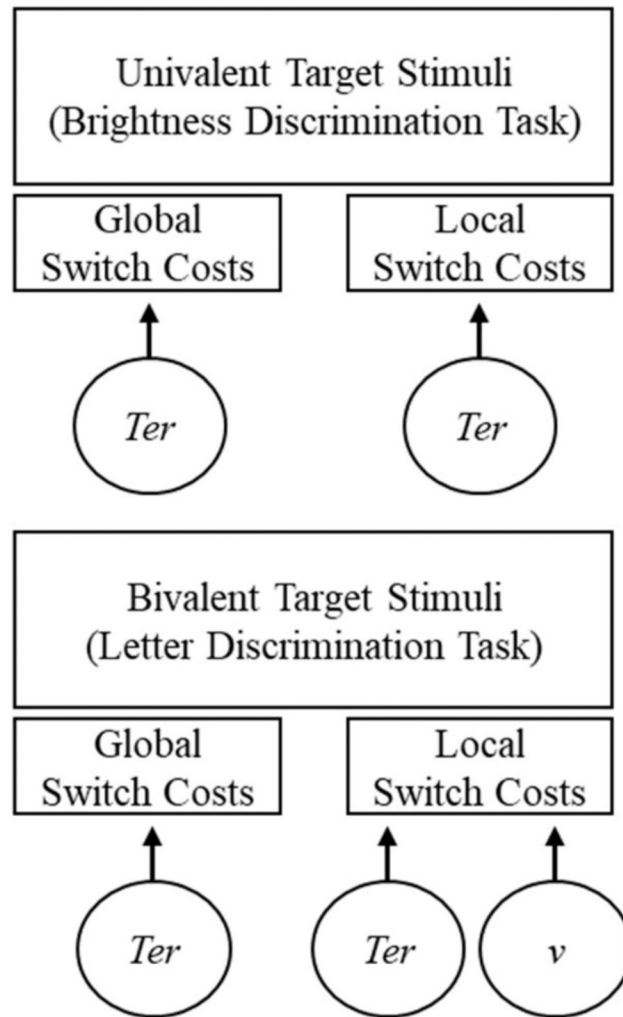 Univalent Target Stimuli
(Brightness Discrimination Task)
Global
Switch Costs
Local
Switch Costs
Ter
Ter
Bivalent Target Stimuli
(Letter Discrimination Task)
Global
Switch Costs
Local
Switch Costs
Ter
Ter
v